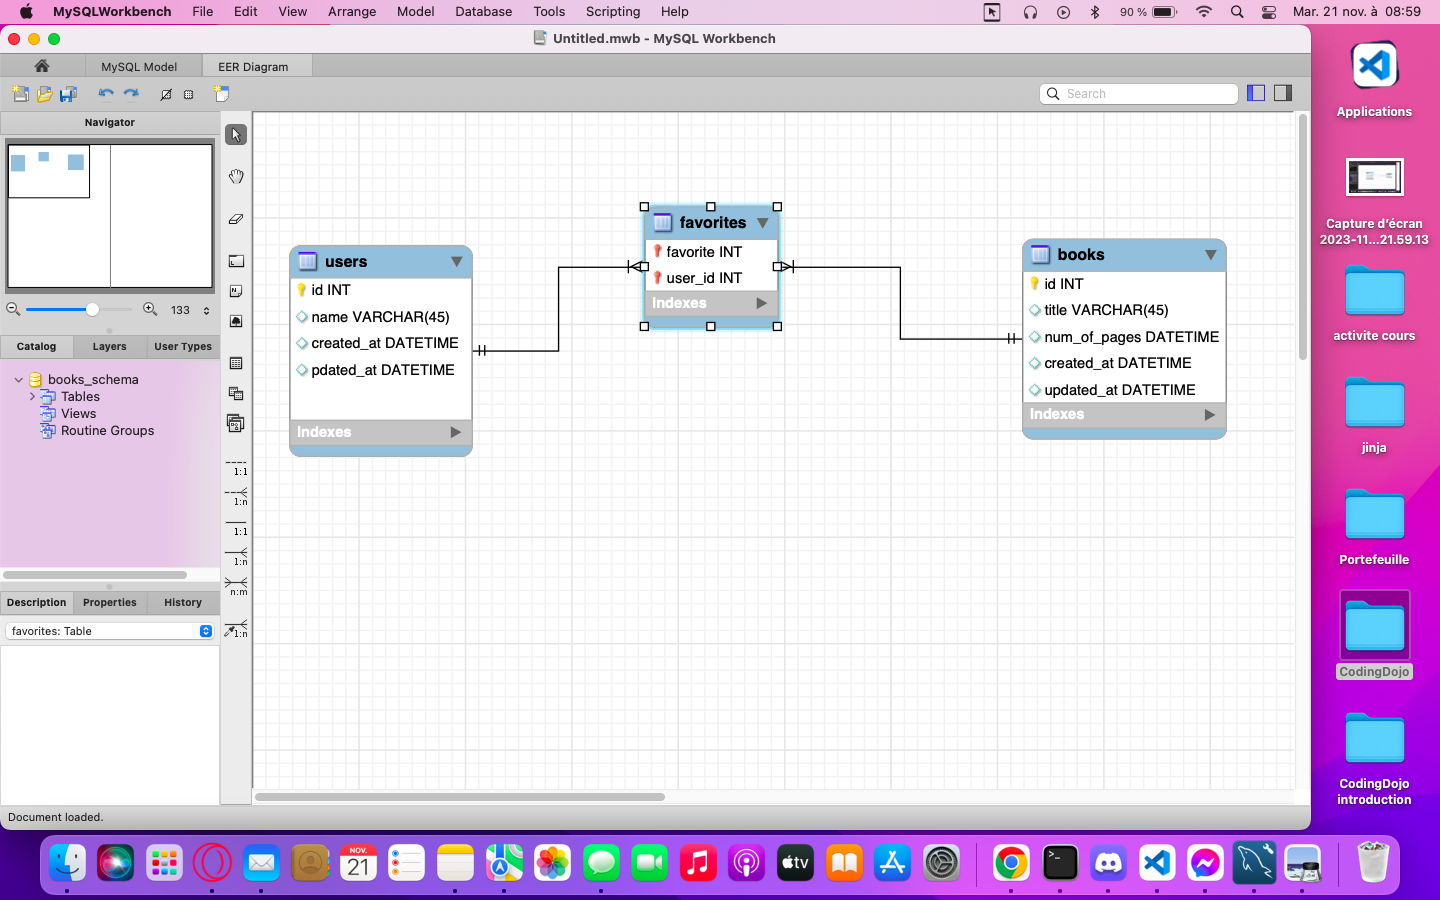 MySQLWorkbench File Edit View Arrange Model Database Tools Scripting Help 90 % Mar. 21 nov. à 08:59
Untitled.mwb - MySQL Workbench
MySQL Model EER Diagram
Search
Navigator
133
Catalog Layers User Types
books_schema
Tables
Views
Routine Groups
Description Properties History
favorites: Table
1:1
1:n
1:1
1:n
n:m
1:n
users
id INT
name VARCHAR(45)
created_at DATETIME
pdated_at DATETIME
Indexes
favorites
favorite INT
user_id INT
Indexes
books
id INT
title VARCHAR(45)
num_of_pages DATETIME
created_at DATETIME
updated_at DATETIME
Indexes
Document loaded.
Applications
Capture d'écran
2023-11...21.59.13
activite cours
jinja
Portefeuille
CodingDojo
CodingDojo
introduction
NOV.
21
tv
>_